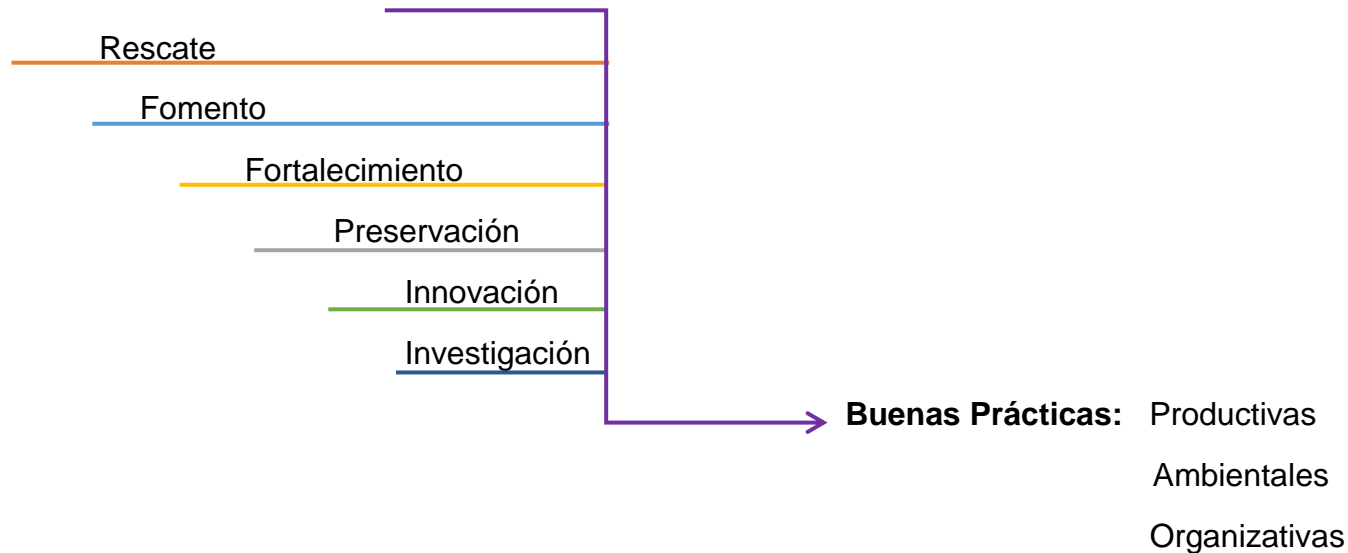 Rescate
Fomento
Fortalecimiento
Preservación
Innovación
Investigación
Buenas Prácticas: Productivas
Ambientales
Organizativas